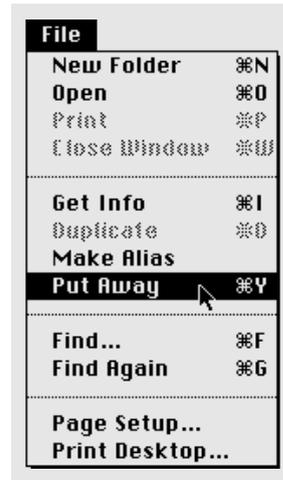 File
New Folder ⌘N
Open ⌘O
Print ⌘P
Close Window ⌘W
Get Info ⌘I
Duplicate ⌘D
Make Alias
Put Away ⌘Y
Find... ⌘F
Find Again ⌘G
Page Setup...
Print Desktop...